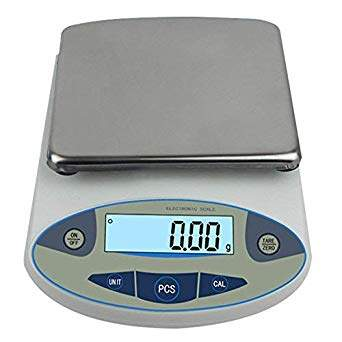 ELECTRONIC SCALE
0.00 g
ON
OFF
TARE
ZERO
UNIT
PCS
CAL